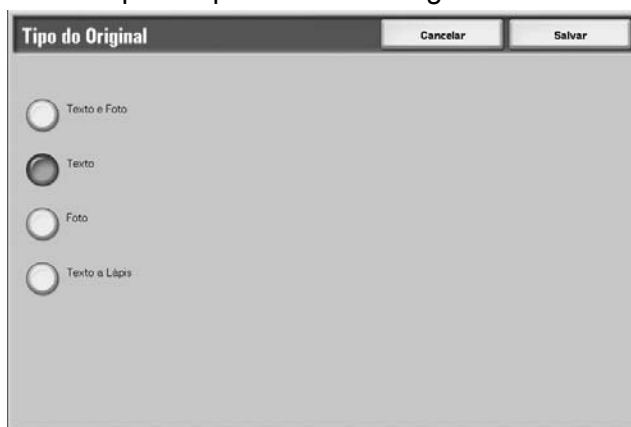 Tipo do Original
Cancelar
Salvar
Texto e Foto
Texto
Foto
Texto a Lápis